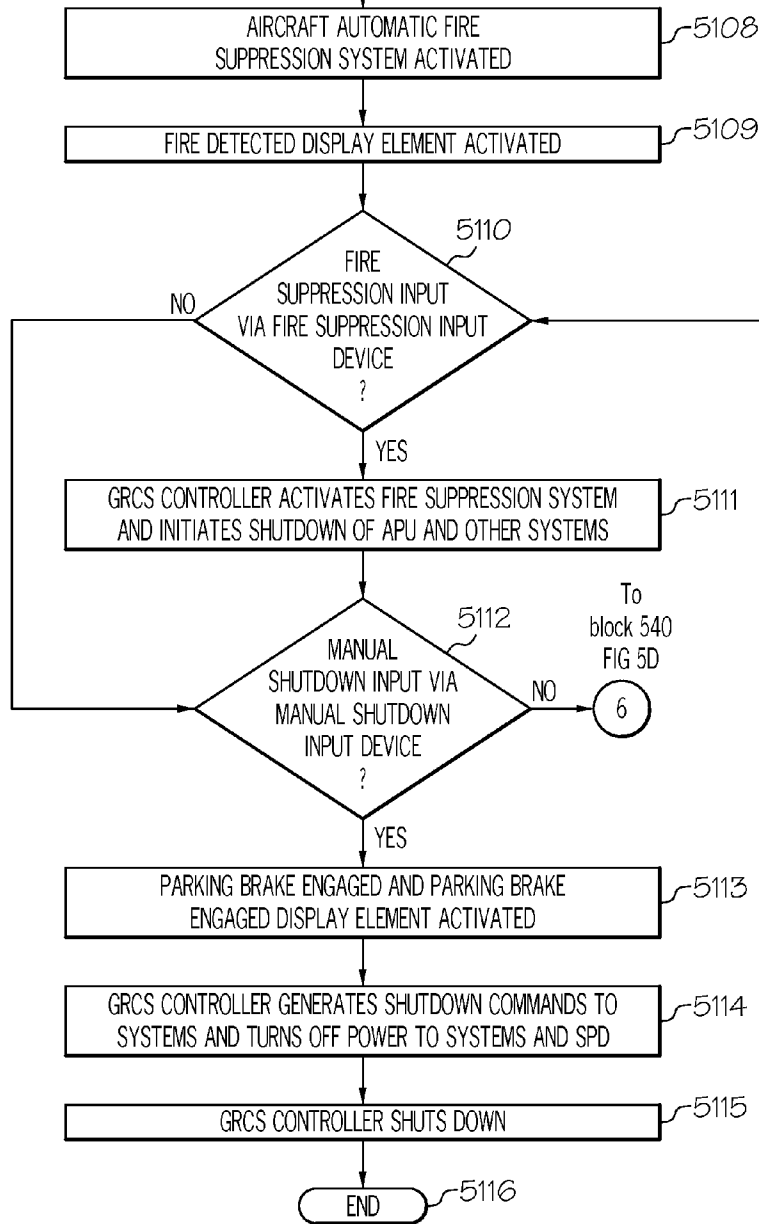 AIRCRAFT AUTOMATIC FIRE
SUPPRESSION SYSTEM ACTIVATED
5108
FIRE DETECTED DISPLAY ELEMENT ACTIVATED
5109
5110
FIRE
SUPPRESSION INPUT
VIA FIRE SUPPRESSION INPUT
DEVICE
?
NO
YES
GRCS CONTROLLER ACTIVATES FIRE SUPPRESSION SYSTEM
AND INITIATES SHUTDOWN OF APU AND OTHER SYSTEMS
5111
5112
MANUAL
SHUTDOWN INPUT VIA
MANUAL SHUTDOWN
INPUT DEVICE
?
NO
To
block 540
FIG 5D
6
YES
PARKING BRAKE ENGAGED AND PARKING BRAKE
ENGAGED DISPLAY ELEMENT ACTIVATED
5113
GRCS CONTROLLER GENERATES SHUTDOWN COMMANDS TO
SYSTEMS AND TURNS OFF POWER TO SYSTEMS AND SPD
5114
GRCS CONTROLLER SHUTS DOWN
5115
END
5116